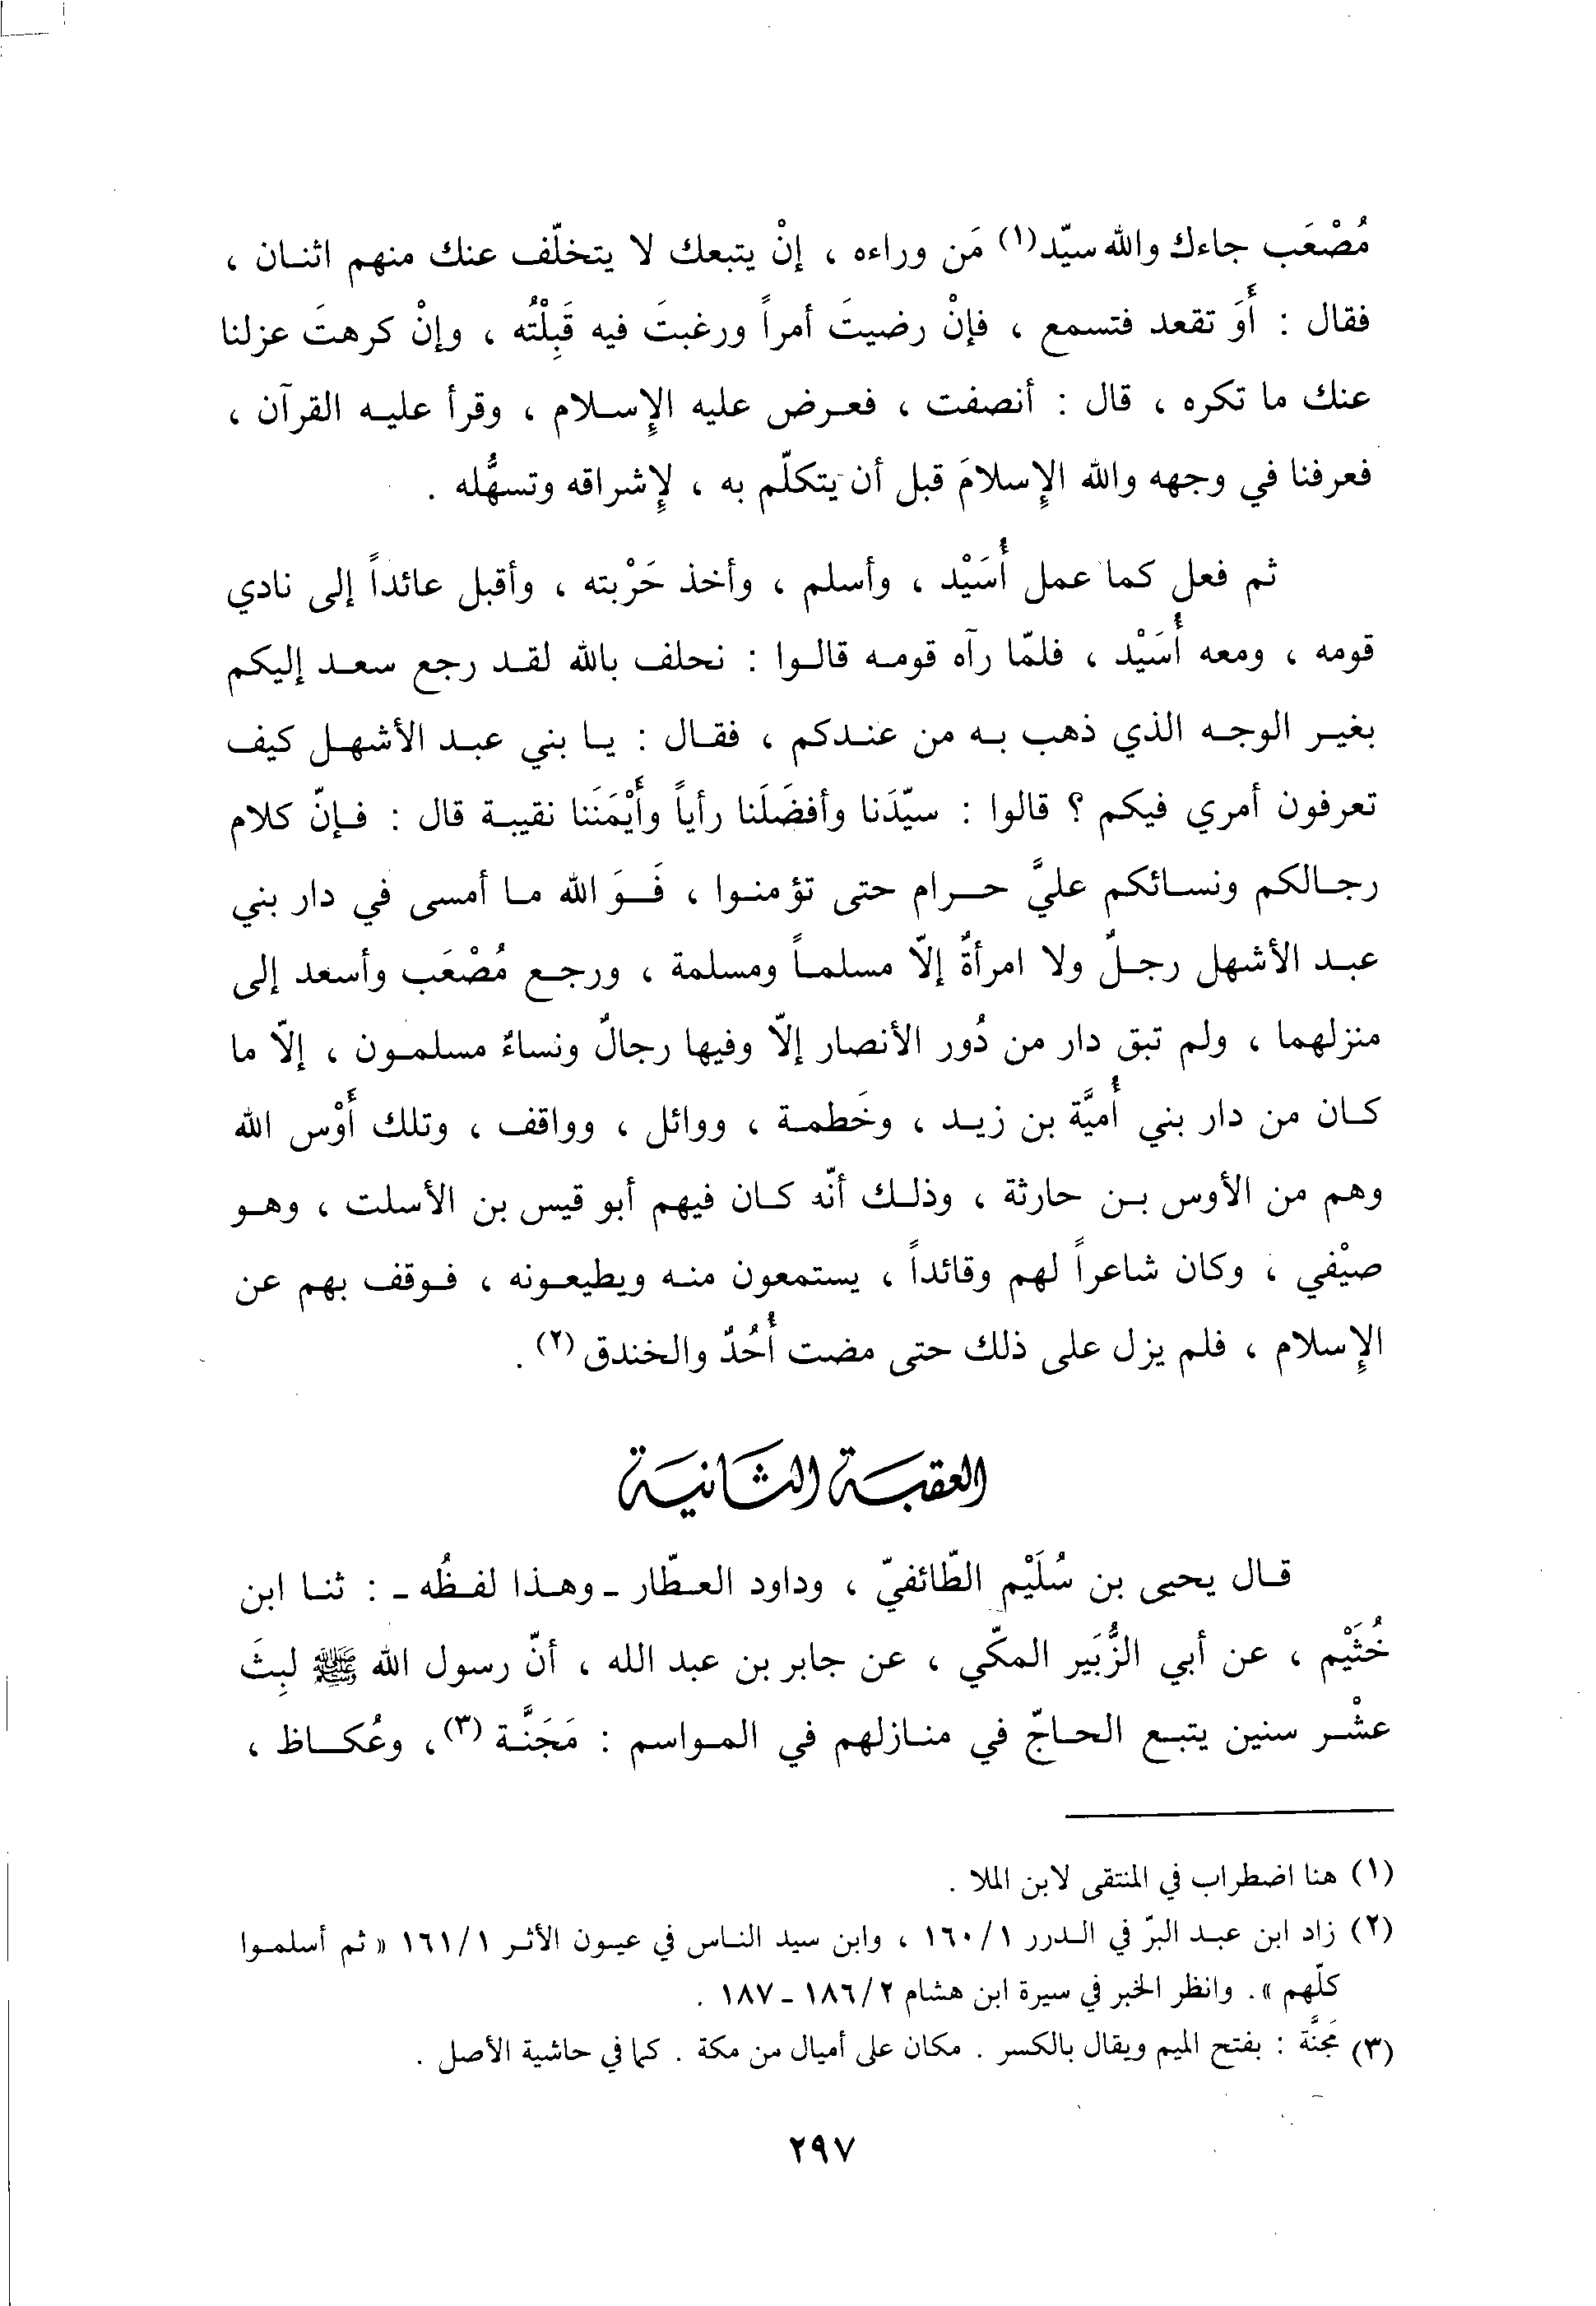 مُصْعَب جاءك والله سيّد(١) مَن وراءه ، إنْ يتبعك لا يتخلّف عنك منهم اثنـان ،
فقال : أَوَ تقعد فتسمع ، فإنْ رضيتَ أمراً ورغبتَ فيه قَبِلْتُه ، وإنْ كرهتَ عزلنا
عنك ما تكره ، قال : أنصفت ، فعـرض عليه الإسـلام ، وقرأ عليـه القرآن ،
فعرفنا في وجهه والله الإسلامَ قبل أن يتكلّم به ، لإشراقه وتسهُّله .
ثم فعل كما عمل أُسَيْد ، وأسلم ، وأخذ حَرْبته ، وأقبل عائداً إلى نادي
قومه ، ومعه أُسَيْد ، فلمّا رآه قومـه قالـوا : نحلف بالله لقـد رجع سعـد إليكم
بغيـر الوجـه الذي ذهب بـه من عنـدكم ، فقـال : يـا بني عبـد الأشهـل كيف
تعرفون أمري فيكم ؟ قالوا : سيّدَنا وأفضَلَنا رأياً وأَيْمَنَنا نقيبـة قال : فـإنّ كلام
رجـالكم ونسـائكم عليَّ حـرام حتى تؤمنـوا ، فَـوَ الله مـا أمسى في دار بني
عبـد الأشهل رجـلٌ ولا امرأةٌ إلّا مسلمـاً ومسلمة ، ورجـع مُصْعَب وأسعد إلى
منزلهما ، ولم تبق دار من دُور الأنصار إلّا وفيها رجالٌ ونساءٌ مسلمـون ، إلّا ما
كـان من دار بني أُميَّة بن زيـد ، وخَطمـة ، ووائل ، وواقف ، وتلك أَوْس الله
وهم من الأوس بـن حارثة ، وذلـك أنّه كـان فيهم أبو قيس بن الأسلت ، وهـو
صيْفي ، وكان شاعراً لهم وقائداً ، يستمعون منـه ويطيعـونه ، فـوقف بهم عن
الإسلام ، فلم يزل على ذلك حتى مضت أُحُدٌ والخندق (٢) .
العقبـة الثـانيـة
قـال يحيى بن سُلَيْم الطّائفيّ ، وداود العـطّار ـ وهـذا لفـظُه ـ : ثنـا ابن
خُثَيْم ، عن أبي الزُّبَير المكّي ، عن جابر بن عبد الله ، أنّ رسول الله ﷺ لبِثَ
عشْـر سنين يتبـع الحـاجّ في منـازلهم في المـواسم : مَجَنَّـة (٣)، وعُكـاظ ،
(١) هنا اضطراب في المنتقى لابن الملا .
(٢) زاد ابن عبـد البرّ في الـدرر ١٦٠/١ ، وابن سيد النـاس في عيـون الأثـر ١٦١/١ « ثم أسلمـوا
كلّهم ». وانظر الخبر في سيرة ابن هشام ١٨٦/٢ ـ ١٨٧ .
(٣) مَجنَّة : بفتح الميم ويقال بالكسر . مكان على أميال من مكة . كما في حاشية الأصل .
٢٩٧